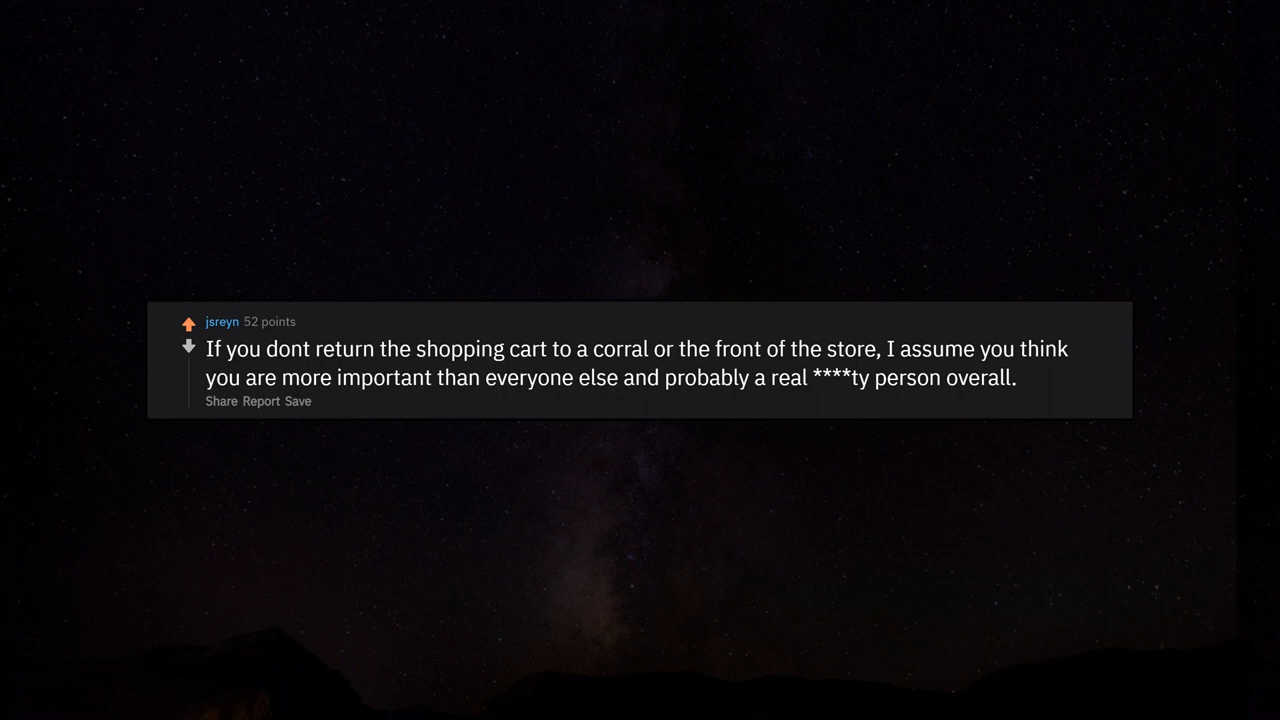 jsreyn 52 points
If you dont return the shopping cart to a corral or the front of the store, I assume you think
you are more important than everyone else and probably a real ****ty person overall.
Share Report Save